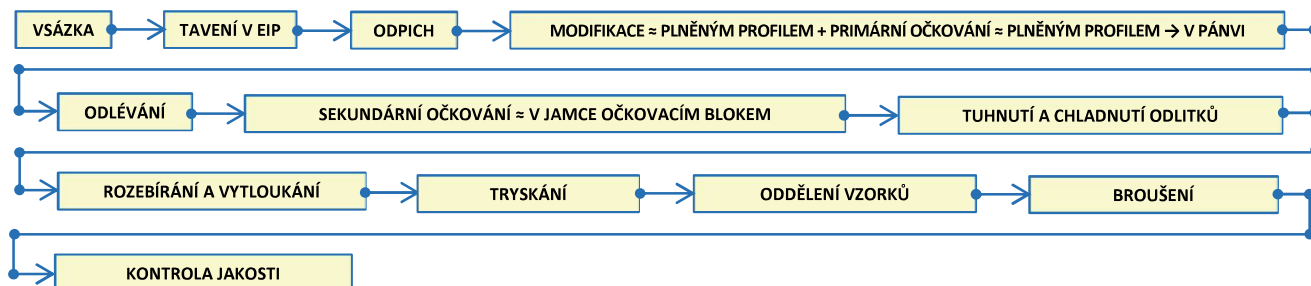 VSÁZKA TAVENÍ V EIP ODPICH MODIFIKACE ≈ PLNĚNÝM PROFILEM + PRIMÁRNÍ OČKOVÁNÍ ≈ PLNĚNÝM PROFILEM → V PÁNVI
ODLÉVÁNÍ SEKUNDÁRNÍ OČKOVÁNÍ ≈ V JAMCE OČKOVACÍM BLOKEM TUHNUTÍ A CHLADNUTÍ ODLITKŮ
ROZEBÍRÁNÍ A VYTLOUKÁNÍ TRYSKÁNÍ ODDĚLENÍ VZORKŮ BROUŠENÍ
KONTROLA JAKOSTI